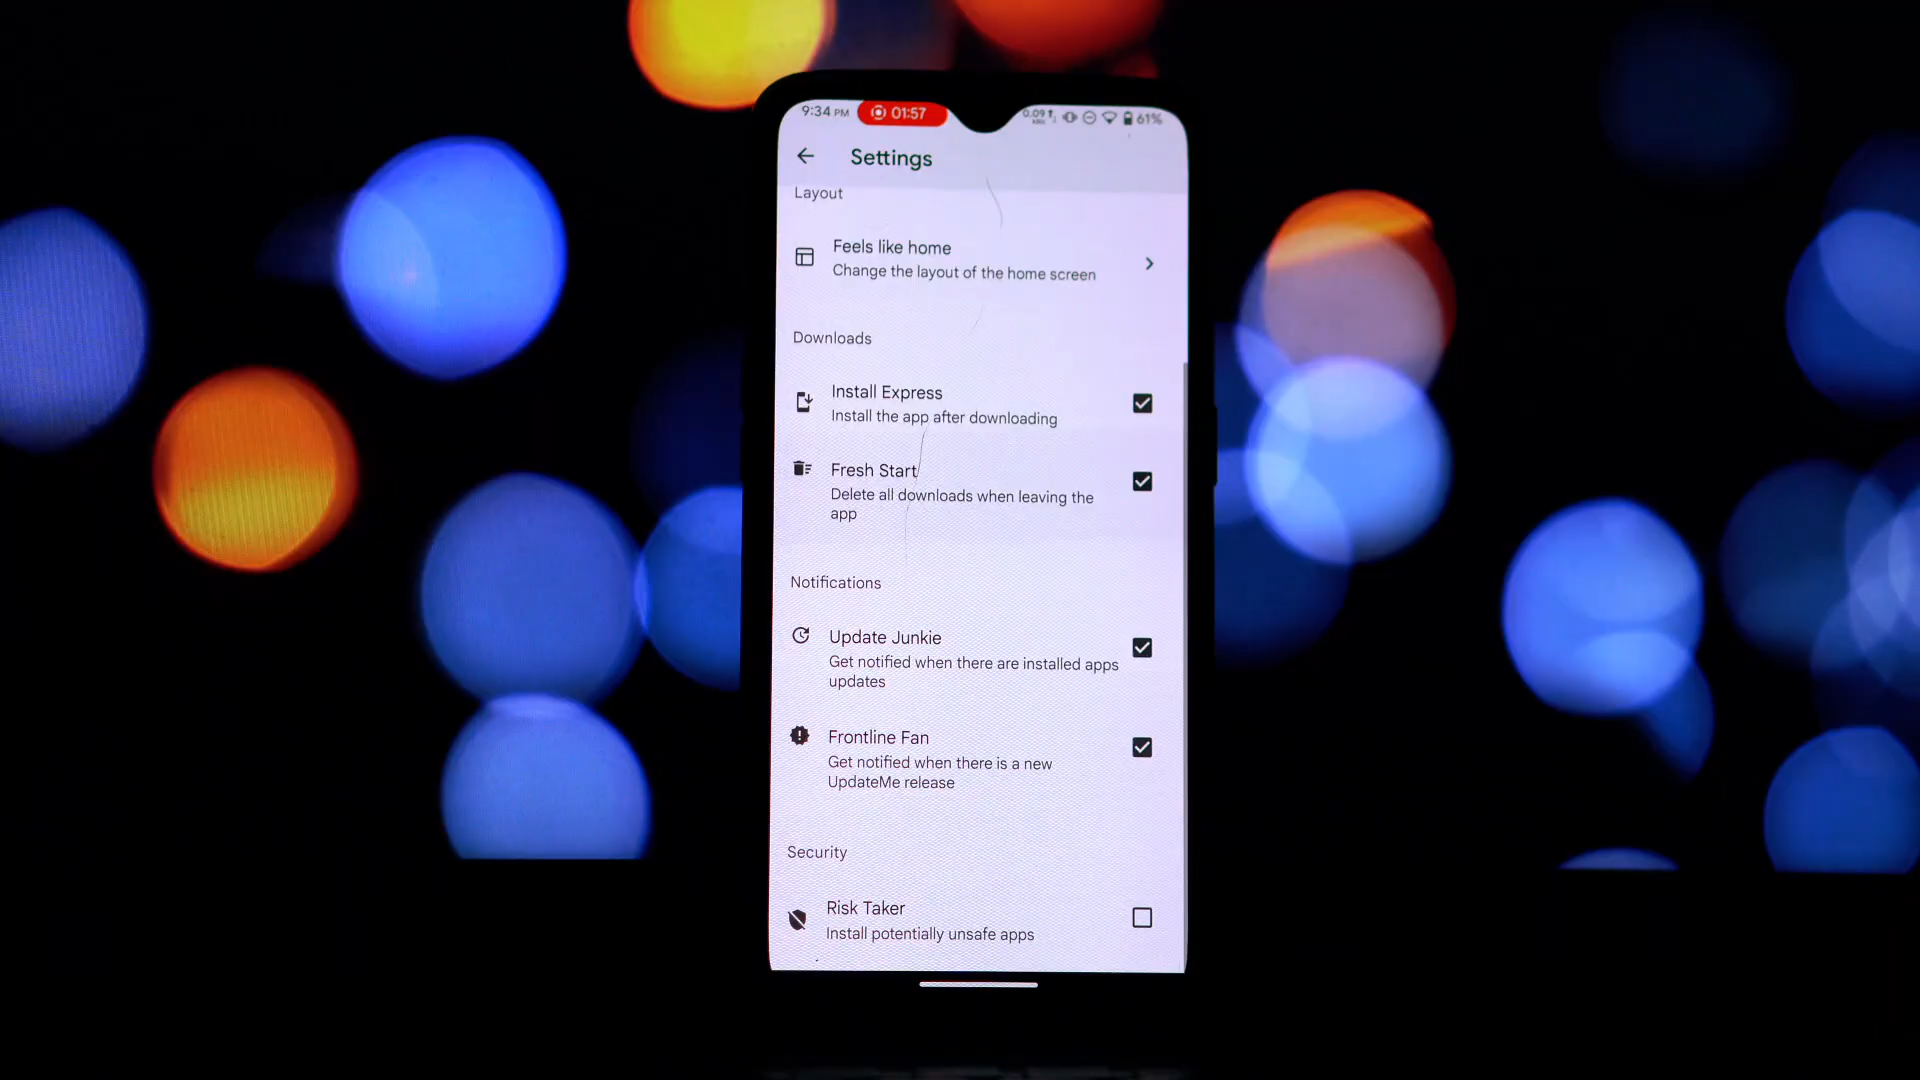 9:34 PM 01:57 0.09 61%
Settings
Layout
Feels like home
Change the layout of the home screen
Downloads
Install Express
Install the app after downloading
Fresh Start
Delete all downloads when leaving the
app
Notifications
Update Junkie
Get notified when there are installed apps
updates
Frontline Fan
Get notified when there is a new
UpdateMe release
Security
Risk Taker
Install potentially unsafe apps